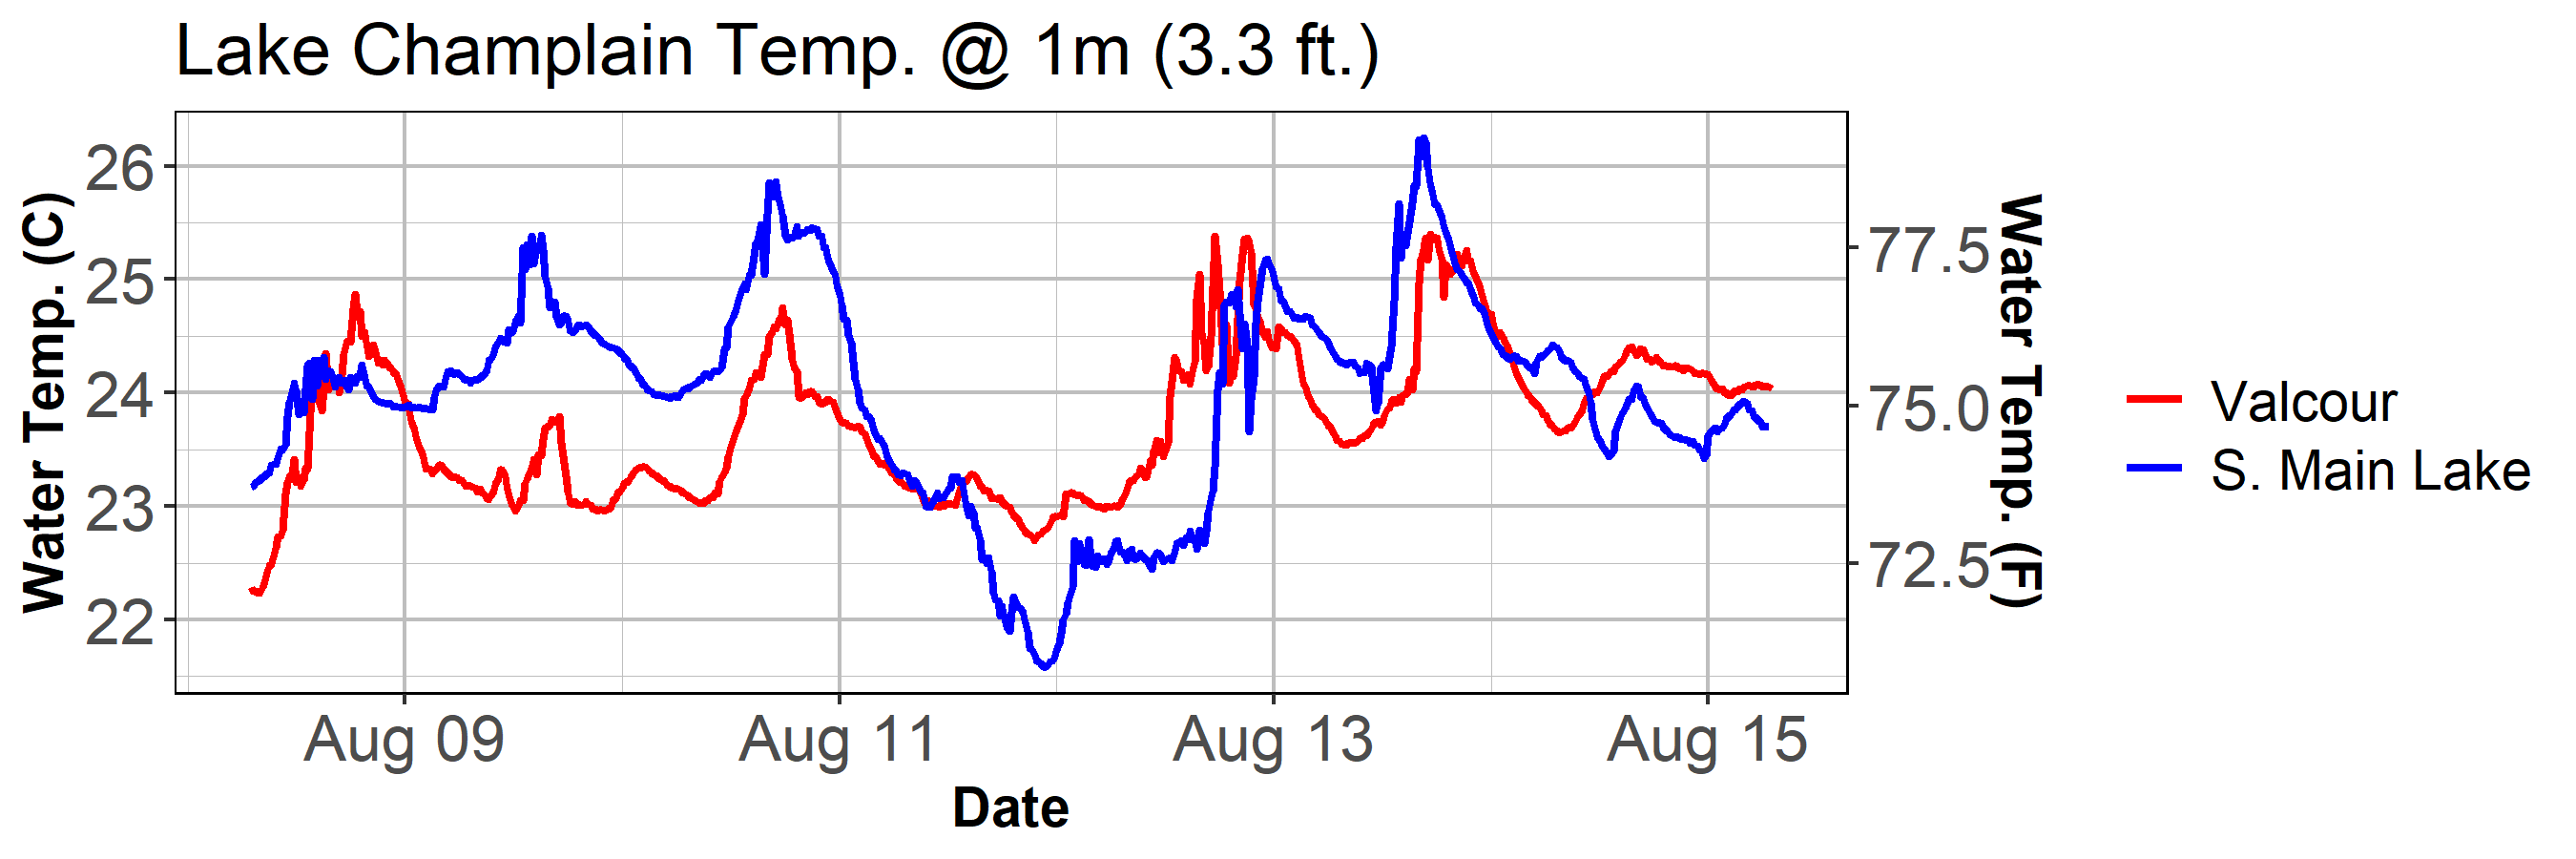 Lake Champlain Temp. @ 1m (3.3 ft.)
Water Temp. (C)
26
25
24
23
22
77.5
75.0
72.5
Water Temp. (F)
Aug 09
Aug 11
Aug 13
Aug 15
Date
Valcour
S. Main Lake